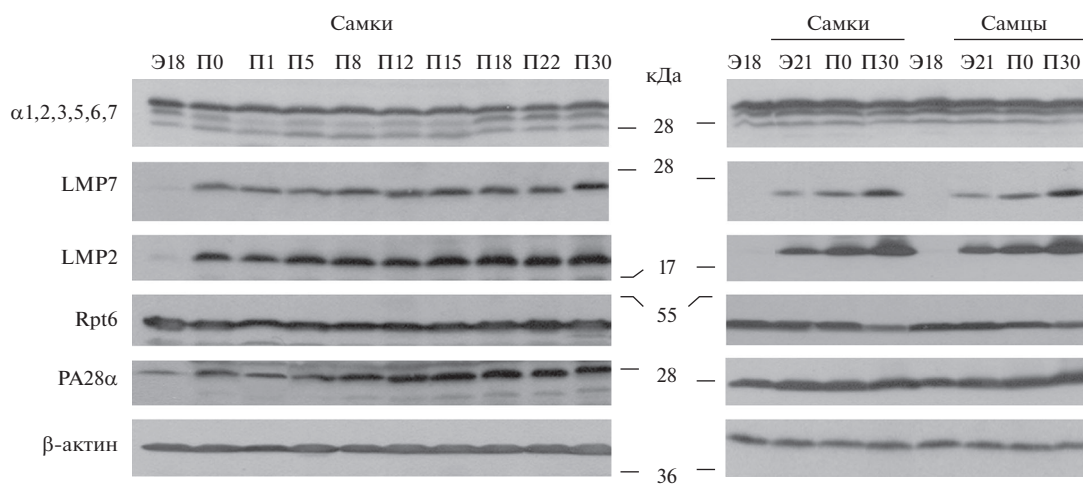 Самки
Самки Самцы
Э18 П0 П1 П5 П8 П12 П15 П18 П22 П30 кДа Э18 Э21 П0 П30 Э18 Э21 П0 П30
α1,2,3,5,6,7
28
LMP7
28
LMP2
17
Rpt6
55
PA28α
28
β-актин
36